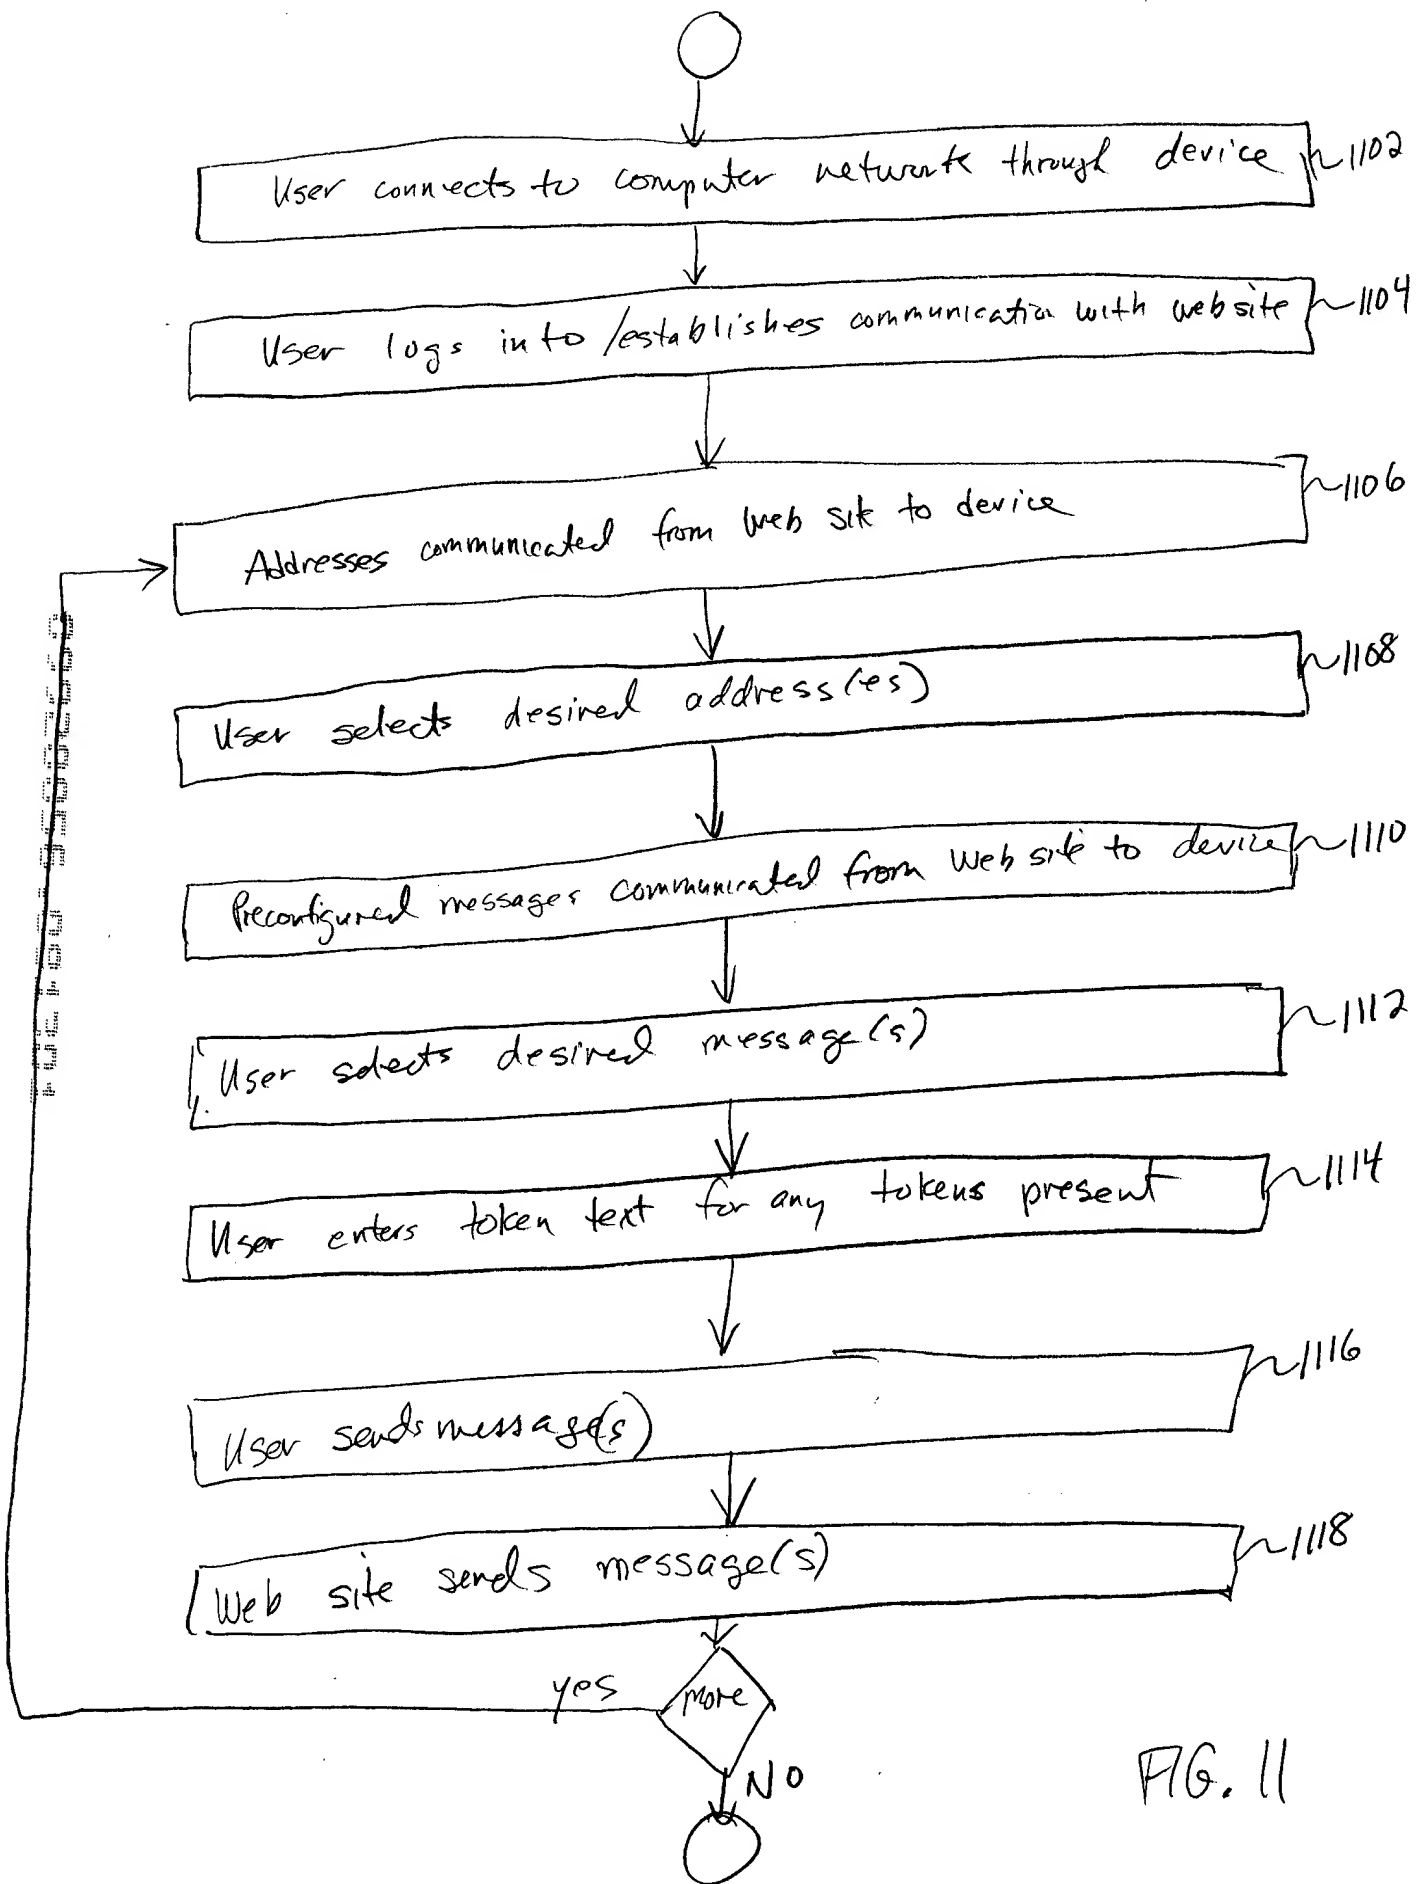 User connects to computer network through device 1102
User logs into /establishes communication with website 1104
Addresses communicated from Web site to device 1106
User selects desired address(es) 1108
Preconfigured messages communicated from Web site to device 1110
User selects desired message(s) 1112
User enters token text for any tokens present 1114
User sends message(s) 1116
Web site sends message(s) 1118
yes
more
NO
FIG. 11